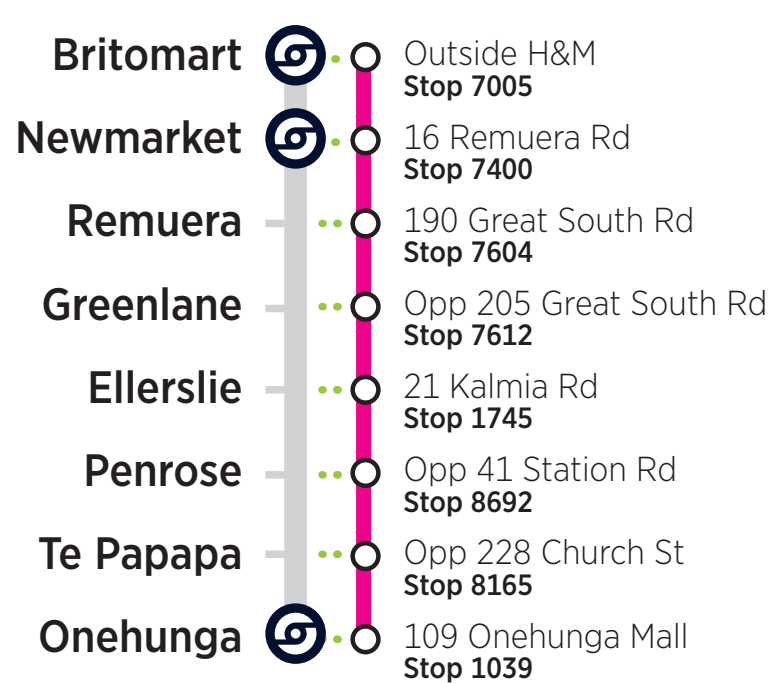 Britomart
Outside H&M
Stop 7005
Newmarket
16 Remuera Rd
Stop 7400
Remuera
190 Great South Rd
Stop 7604
Greenlane
Opp 205 Great South Rd
Stop 7612
Ellerslie
21 Kalmia Rd
Stop 1745
Penrose
Opp 41 Station Rd
Stop 8692
Te Papapa
Opp 228 Church St
Stop 8165
Onehunga
109 Onehunga Mall
Stop 1039